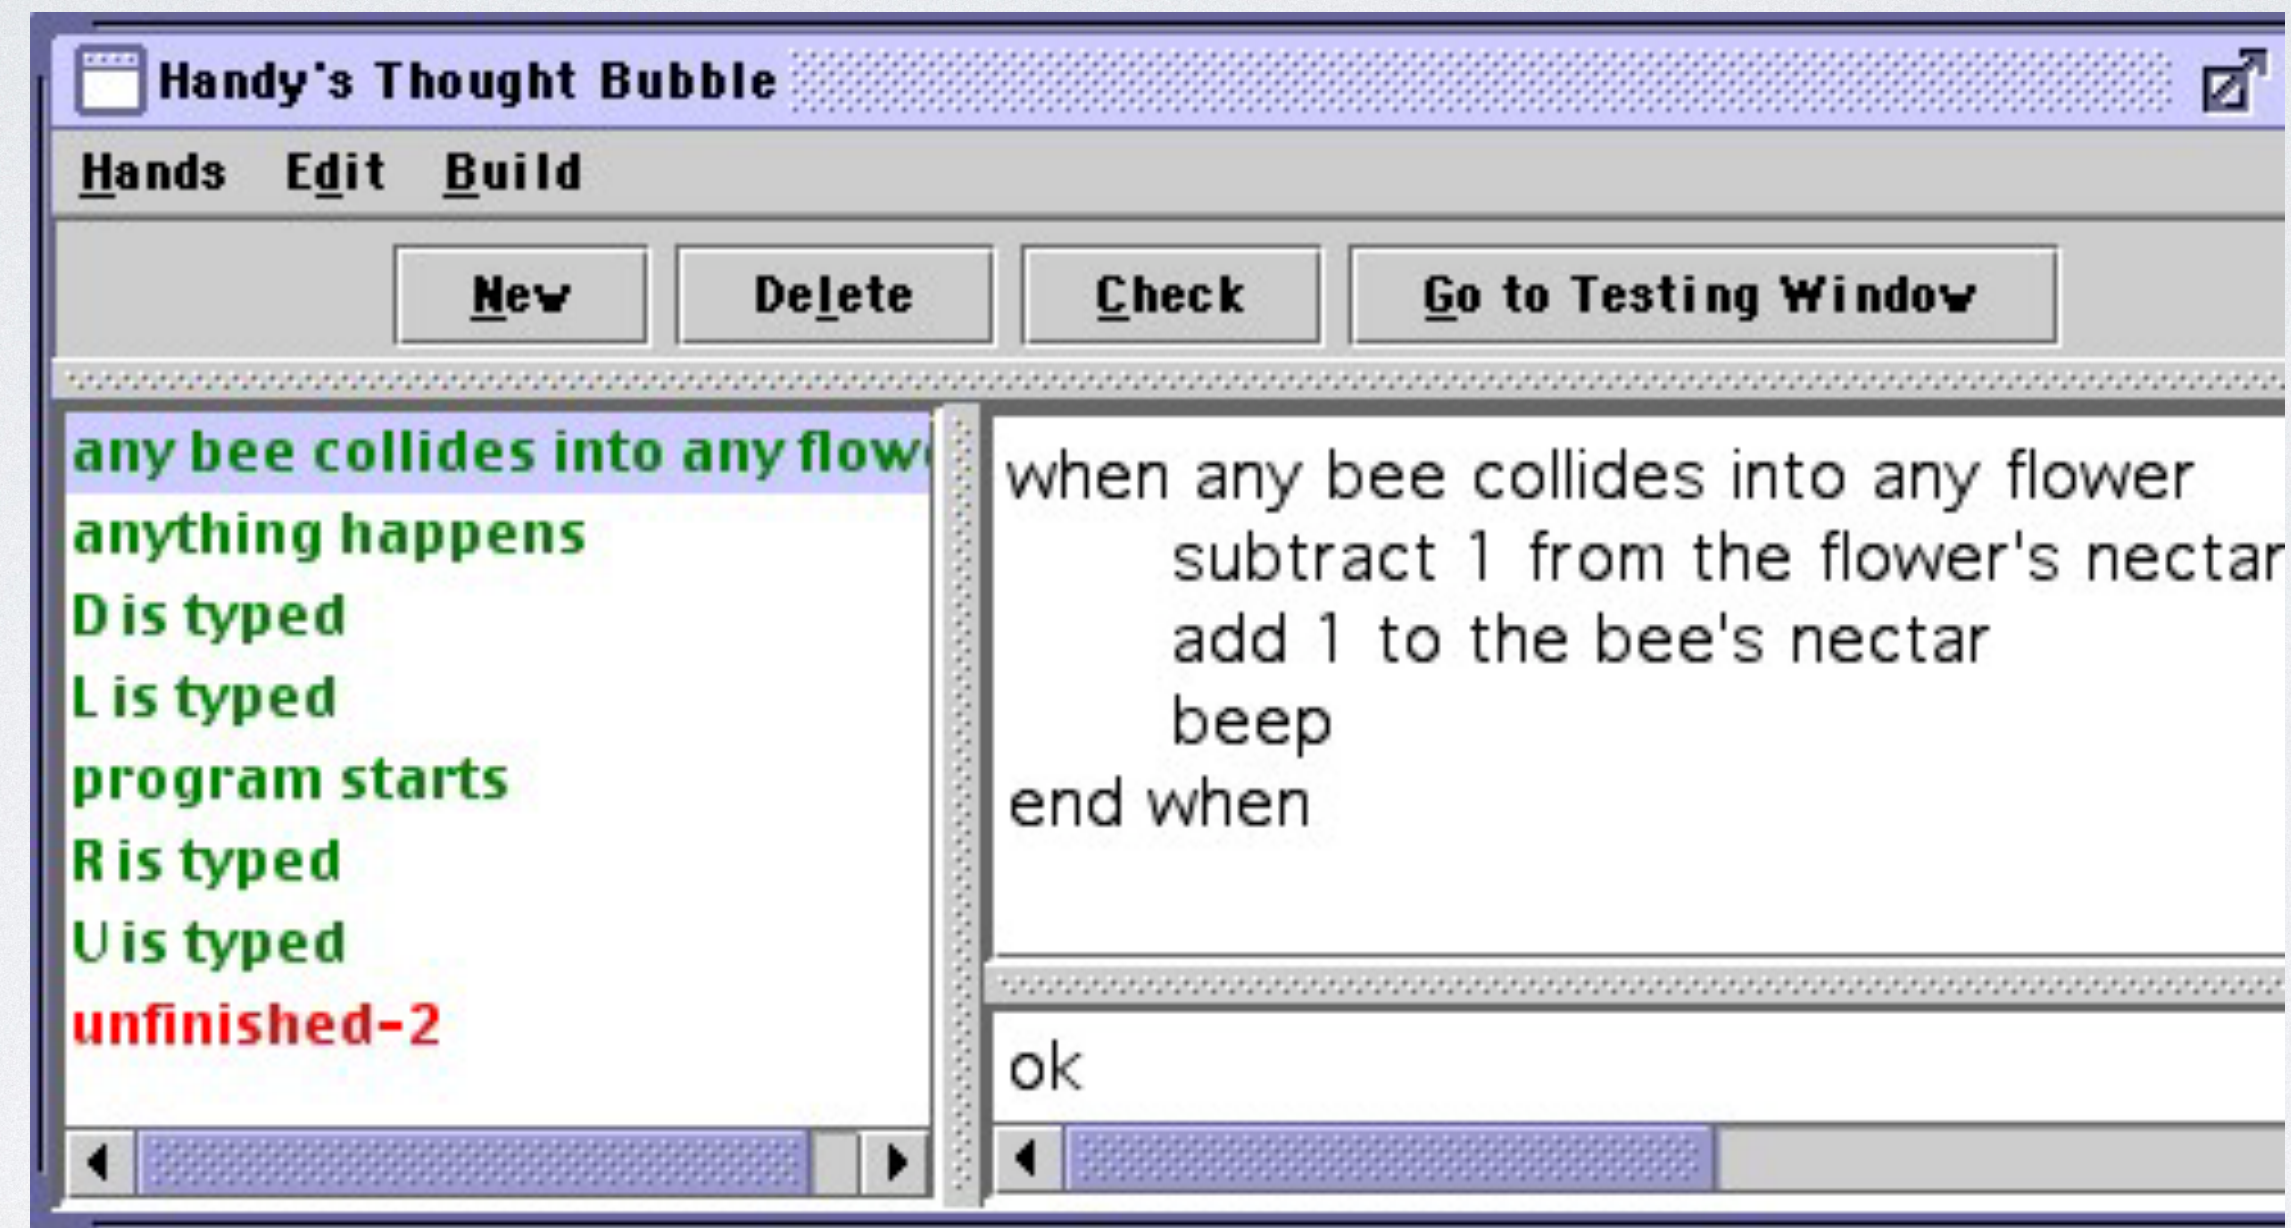 Handy's Thought Bubble
Hands Edit Build
New Delete Check Go to Testing Window
any bee collides into any flow
anything happens
D is typed
L is typed
program starts
R is typed
U is typed
unfinished-2
when any bee collides into any flower
subtract 1 from the flower's nectar
add 1 to the bee's nectar
beep
end when
ok